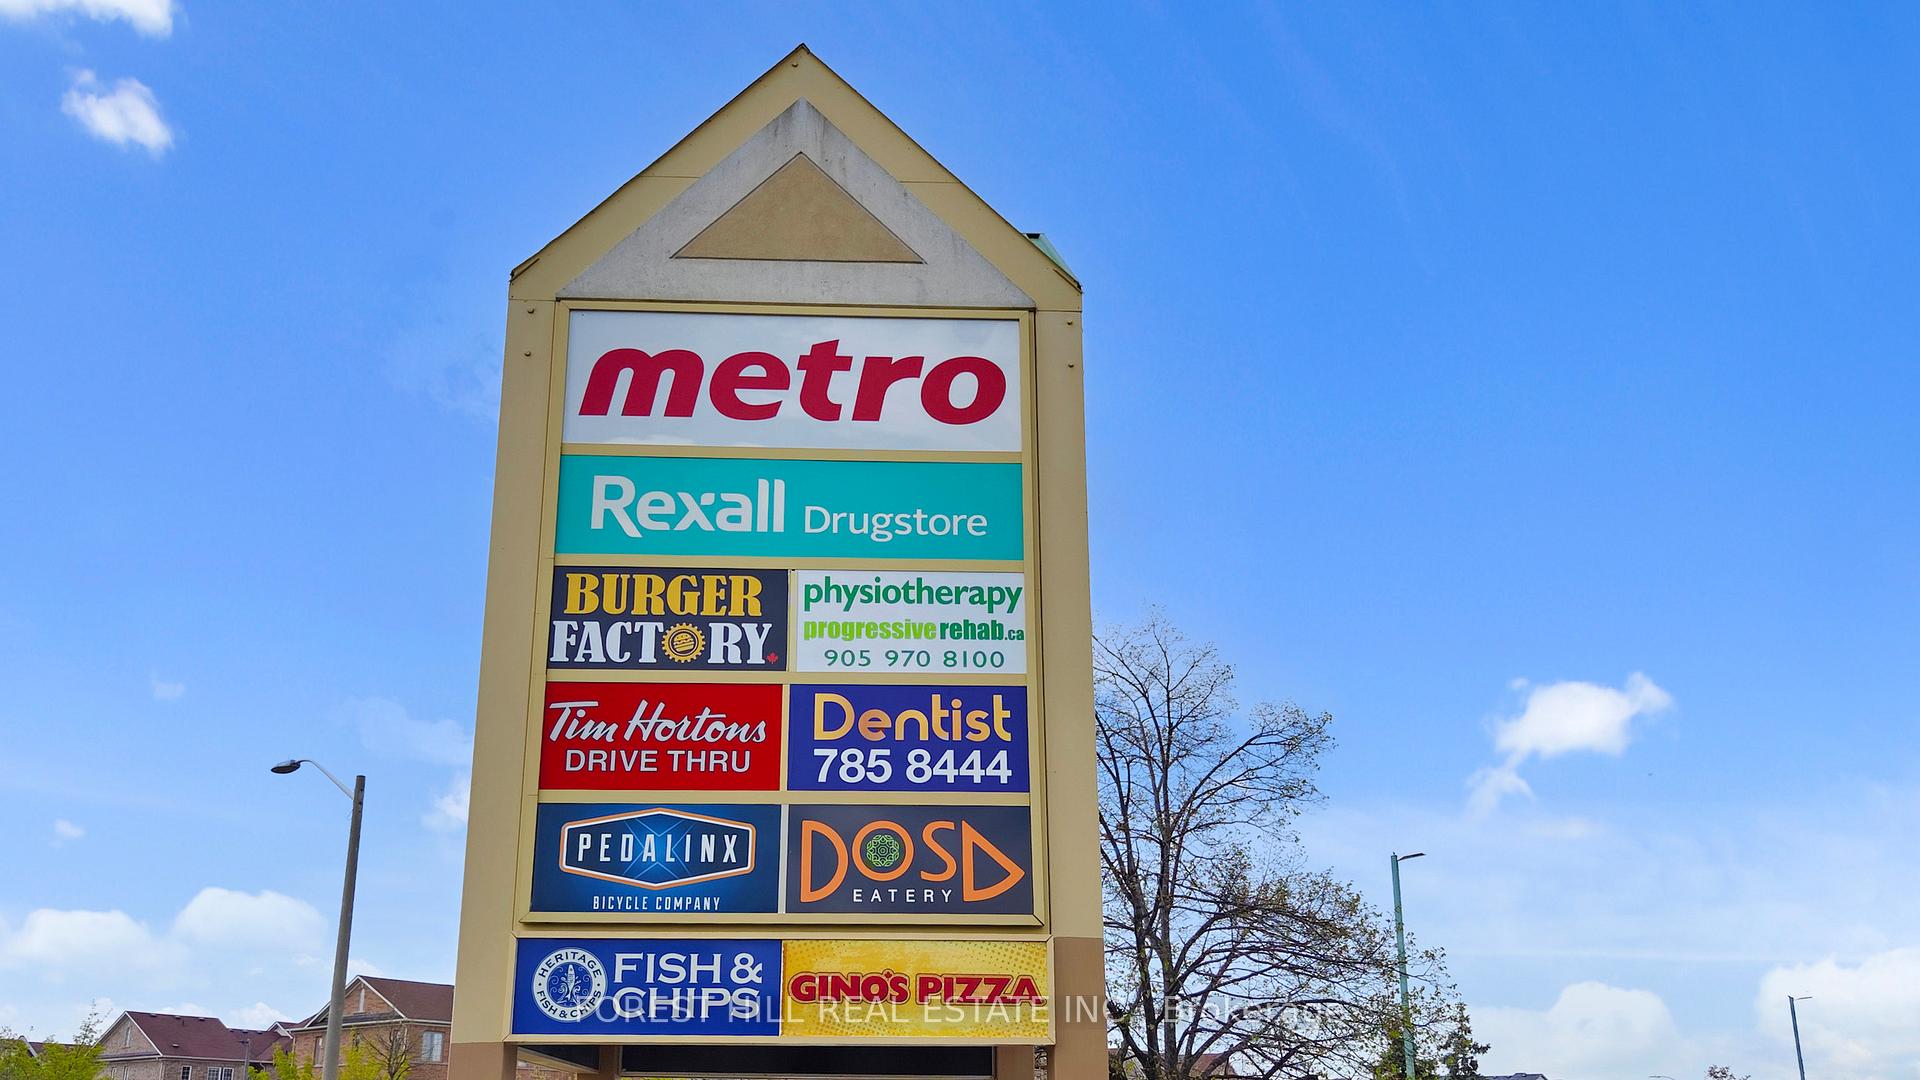 metro
Rexall Drugstore
BURGER
FACTORY
physiotherapy
progressiverehab.ca
905 970 8100
Tim Hortons
DRIVE THRU
Dentist
785 8444
PEDALINX
BICYCLE COMPANY
DOSA
EATERY
HERITAGE
FISH & CHIPS
FISH &
CHIPS
GINO'S PIZZA
FOREST HILL REAL ESTATE INC., Brokerage